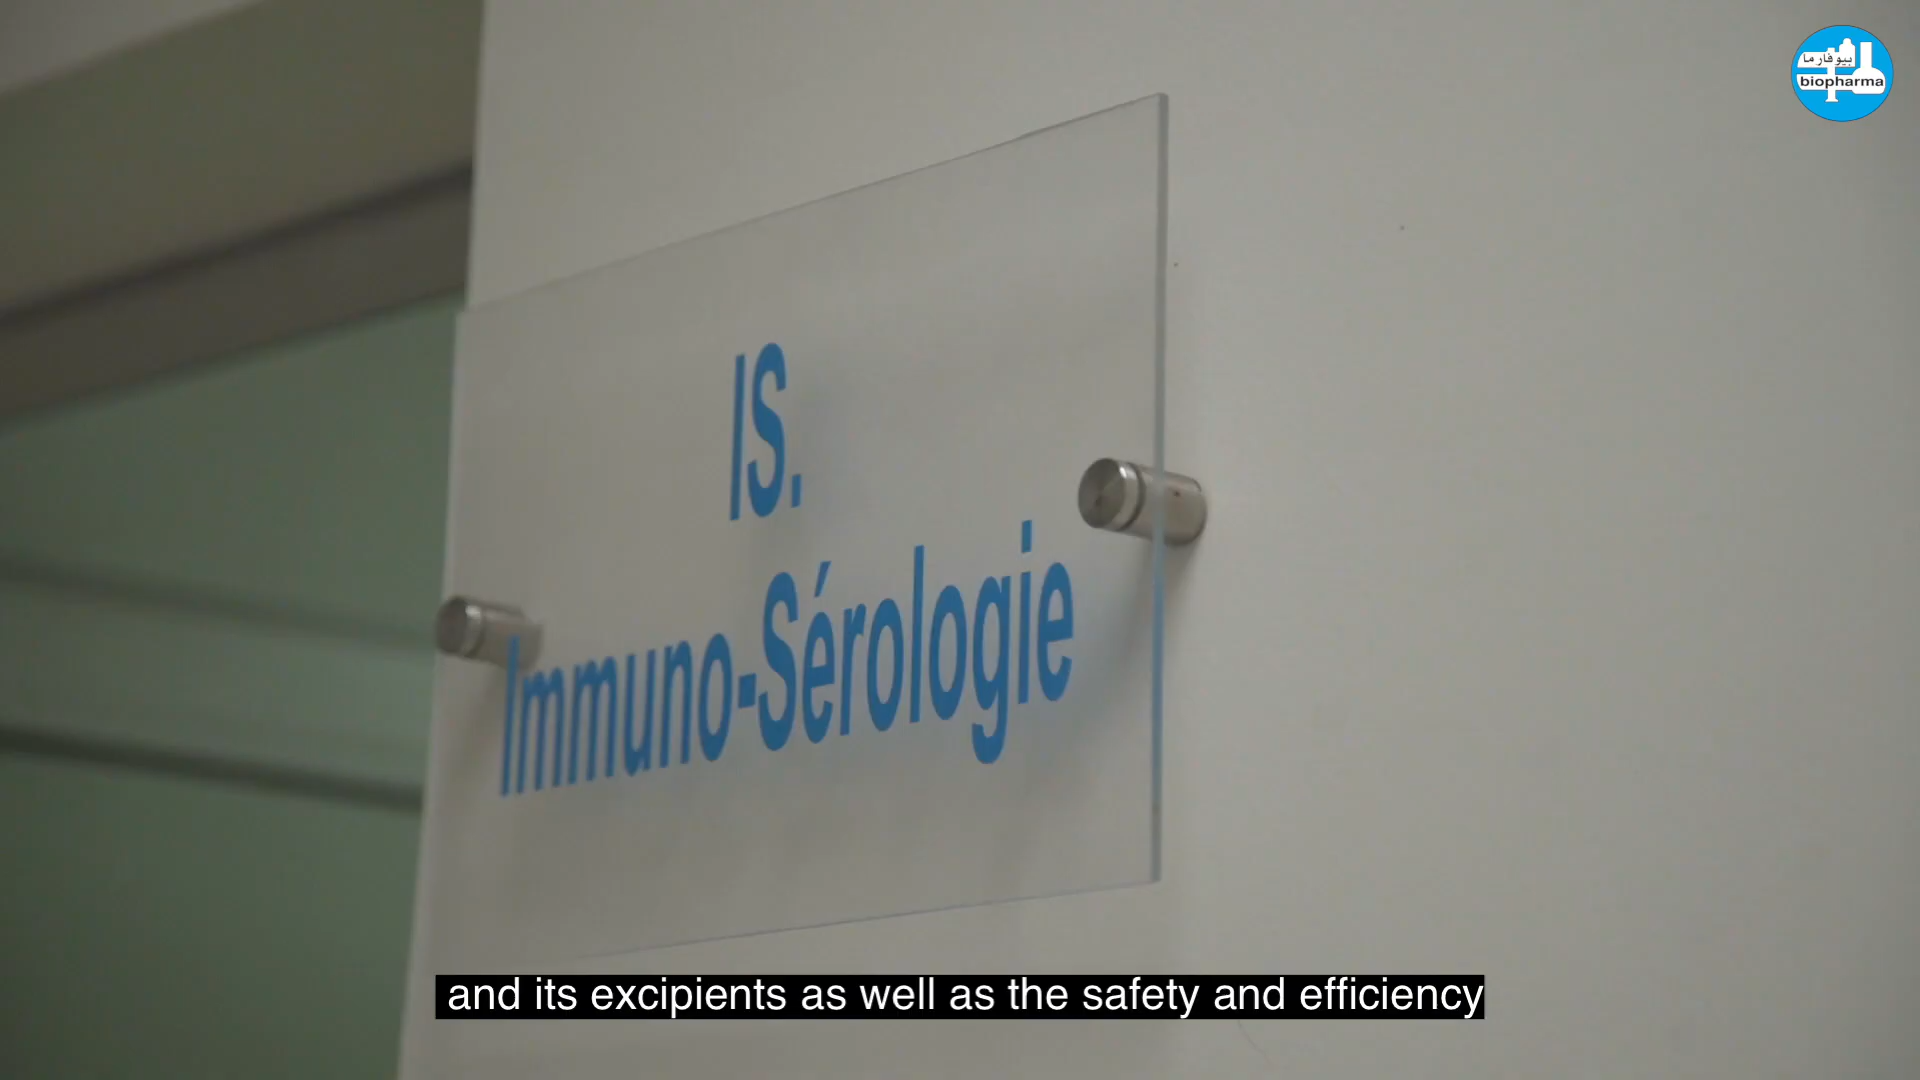 بيوفارما
biopharma
IS.
Immuno-Sérologie
and its excipients as well as the safety and efficiency